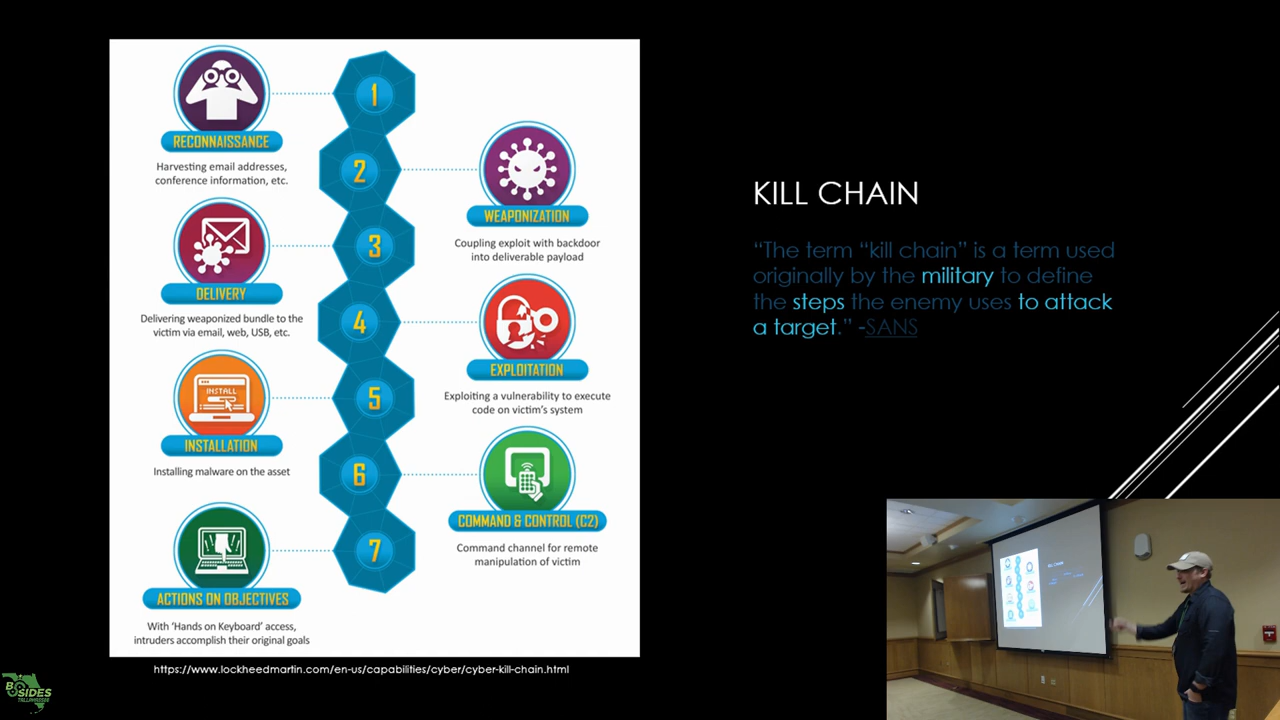 1
RECONNAISSANCE
Harvesting email addresses,
conference information, etc.
2
WEAPONIZATION
Coupling exploit with backdoor
into deliverable payload
3
DELIVERY
Delivering weaponized bundle to the
victim via email, web, USB, etc.
4
EXPLOITATION
Exploiting a vulnerability to execute
code on victim's system
5
INSTALL
INSTALLATION
Installing malware on the asset
6
COMMAND & CONTROL (C2)
Command channel for remote
manipulation of victim
7
ACTIONS ON OBJECTIVES
With 'Hands on Keyboard' access,
intruders accomplish their original goals
https://www.lockheedmartin.com/en-us/capabilities/cyber/cyber-kill-chain.html
KILL CHAIN
“The term “kill chain” is a term used
originally by the military to define
the steps the enemy uses to attack
a target.” -SANS
BSIDES
TALLAHASSEE